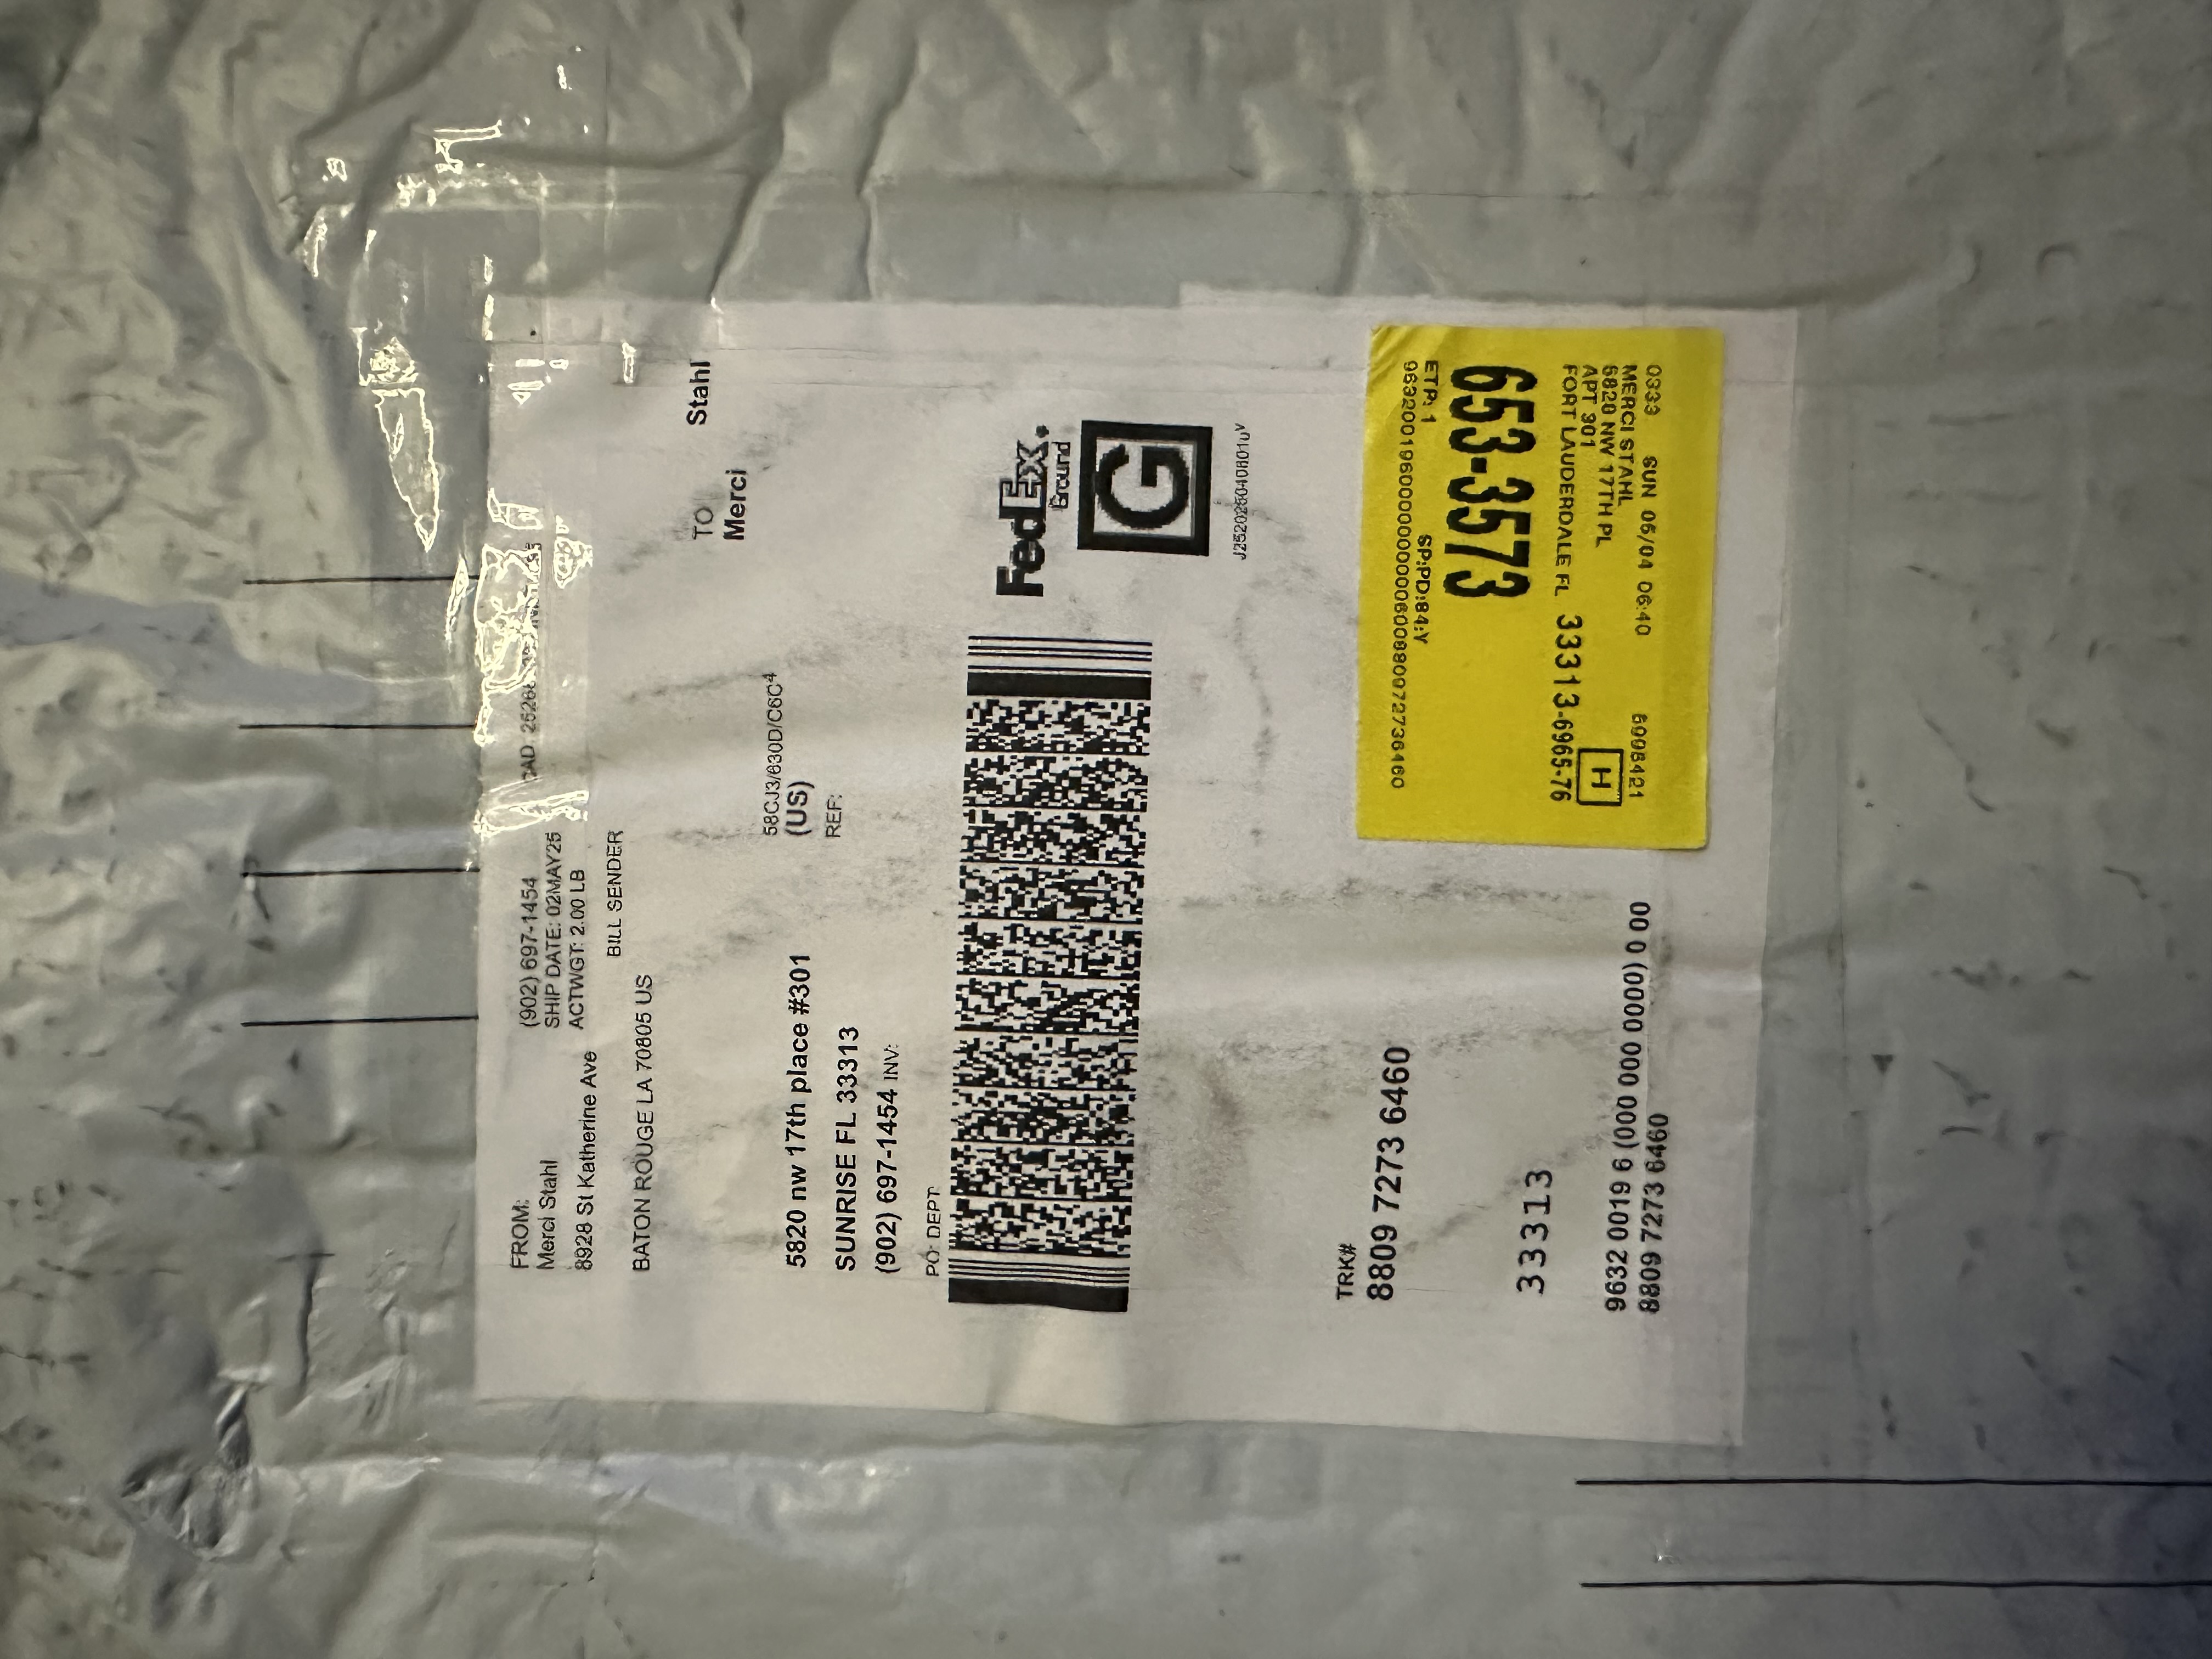 FROM:
Merci Stahl
(902) 697-1454
SHIP DATE: 02MAY25
8928 St Katherine Ave
ACTWGT: 2.00 LB
CAD: 2526
BILL SENDER
BATON ROUGE LA 70805 US
TO
Stahl
Merci
58CJ3/630D/C6C4
5820 nw 17th place #301
(US)
SUNRISE FL 33313
REF:
(902) 697-1454 INV:
PO: DEPT:
FedEx.
Ground
G
TRK#
8809 7273 6460
33313
9632 0019 6 (000 000 0000) 0 00
8809 7273 6460
0333 SUN 05/04 06:40 6006421
MERCI STAHL
5820 NW 17TH PL
APT 301
H
FORT LAUDERDALE FL 33313-6965-76
653-3573
ETP: 1 SP:PD:84:Y